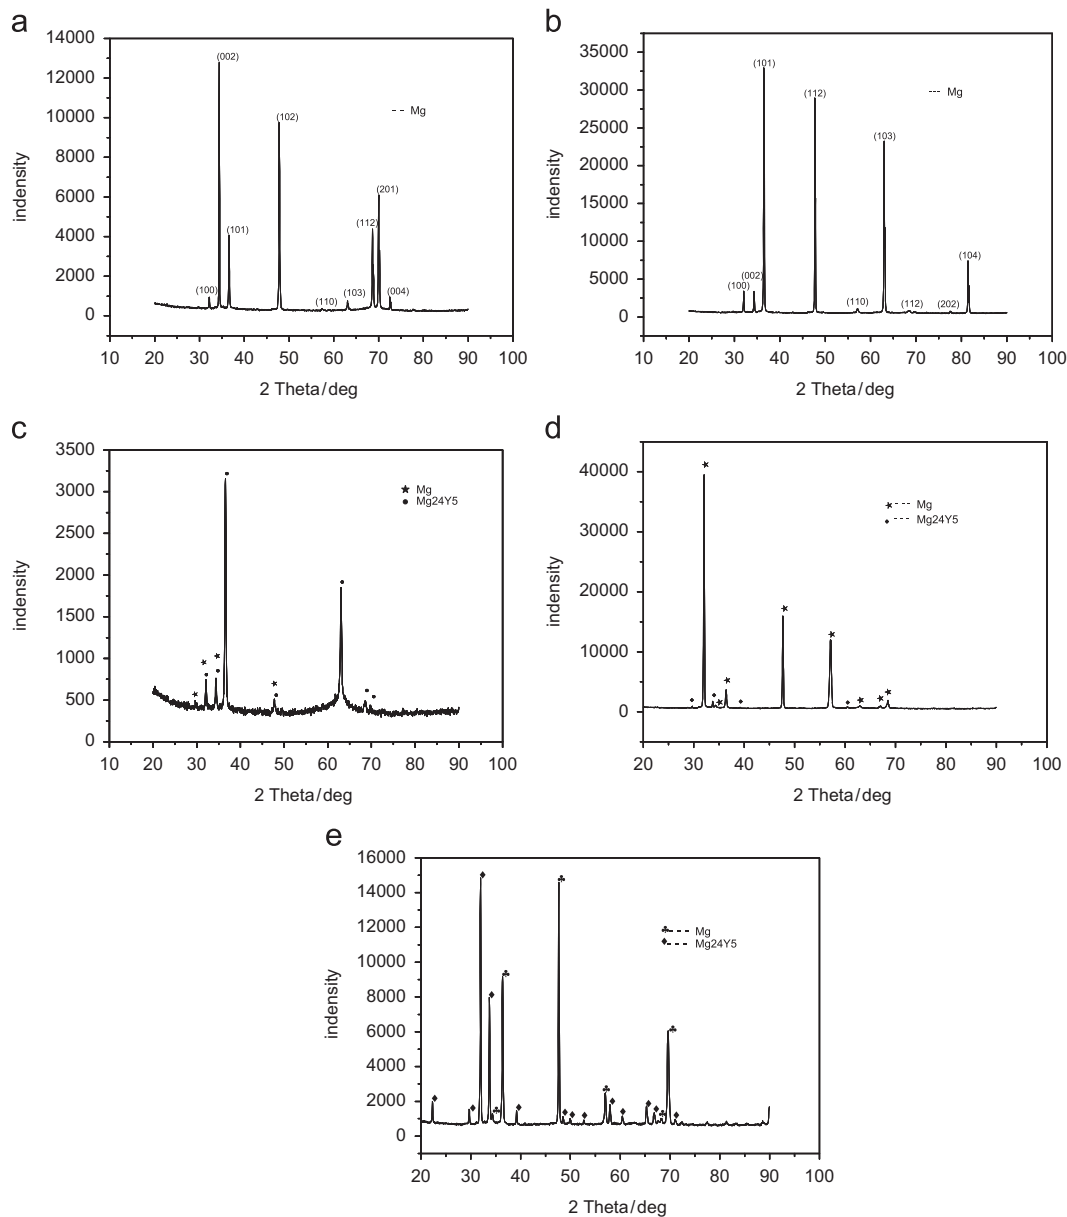 a
14000
12000
10000
8000
6000
4000
2000
0
indensity
(002)
(102)
(201)
(112)
(101)
(100)
(110)
(103)
(004)
-- Mg
10 20 30 40 50 60 70 80 90 100
2 Theta/deg
b
35000
30000
25000
20000
15000
10000
5000
0
indensity
(101)
(112)
(103)
(104)
(002)
(100)
(110)
(112)
(202)
--- Mg
10 20 30 40 50 60 70 80 90 100
2 Theta/deg
c
3500
3000
2500
2000
1500
1000
500
0
indensity
★ Mg
● Mg24Y5
10 20 30 40 50 60 70 80 90 100
2 Theta/deg
d
40000
30000
20000
10000
0
indensity
★ ---- Mg
♦ ---- Mg24Y5
20 30 40 50 60 70 80 90 100
2 Theta/deg
e
16000
14000
12000
10000
8000
6000
4000
2000
0
indensity
♣ ---- Mg
♦ ---- Mg24Y5
20 30 40 50 60 70 80 90 100
2 Theta/deg